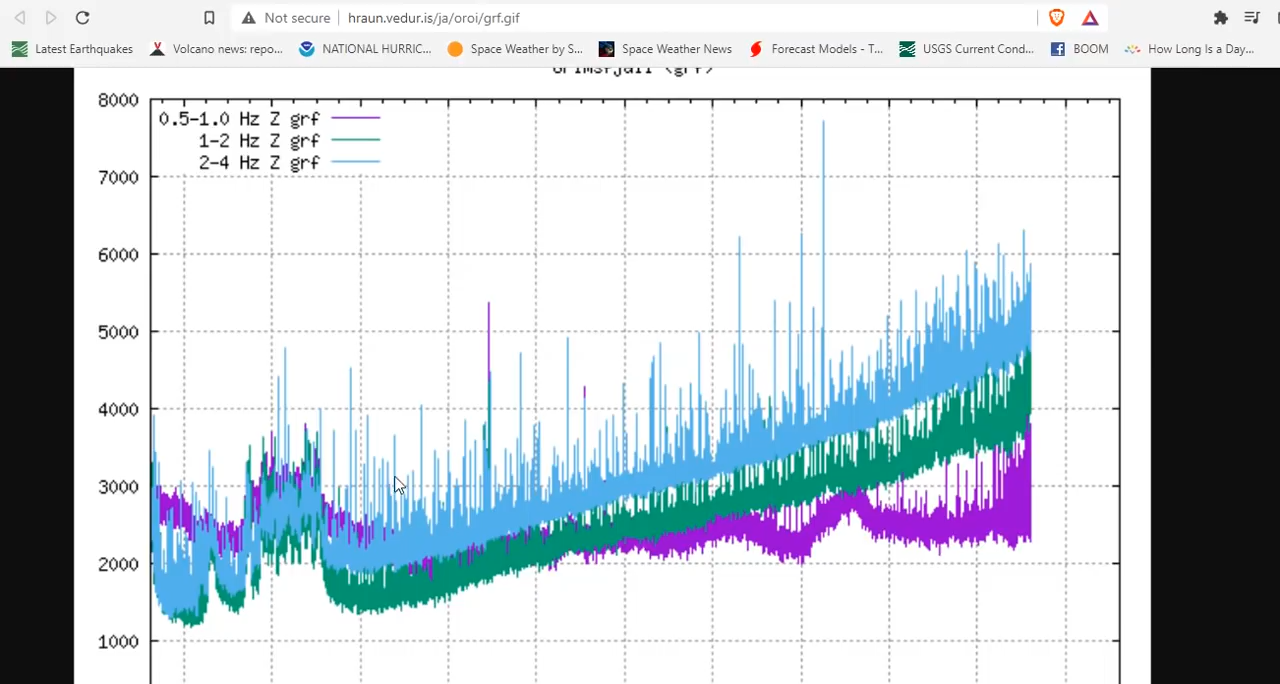 Not secure hraun.vedur.is/ja/oroi/grf.gif
Latest Earthquakes Volcano news: repo... NATIONAL HURRIC... Space Weather by S... Space Weather News Forecast Models - T... USGS Current Cond... BOOM How Long Is a Day...
Grimsfjall <grf>
8000
0.5-1.0 Hz Z grf
1-2 Hz Z grf
2-4 Hz Z grf
7000
6000
5000
4000
3000
2000
1000